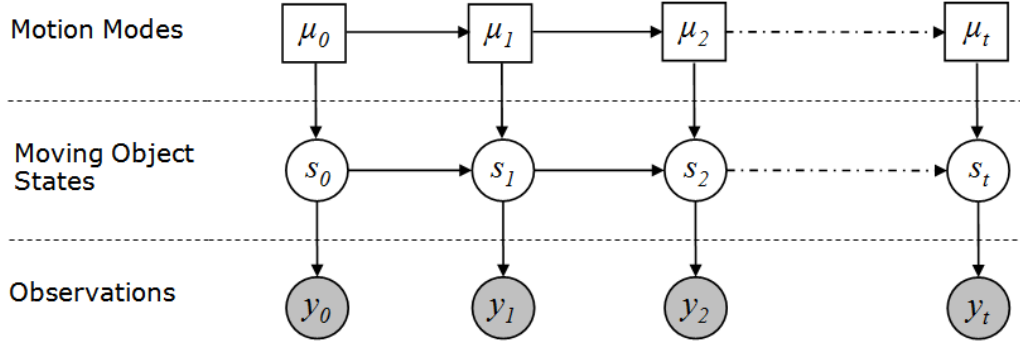 Motion Modes μ0 μ1 μ2 μt
Moving Object
States s0 s1 s2 st
Observations y0 y1 y2 yt